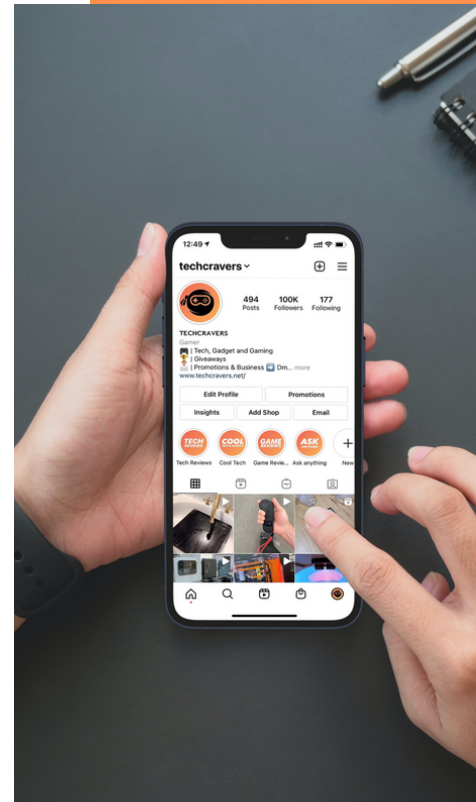 12:49
techcravers
494 100K 177
Posts Followers Following
TECHCRAVERS
Gamer
| Tech, Gadget and Gaming
| Giveaways
| Promotions & Business ➡️ Dm... more
www.techcravers.net/
Edit Profile Promotions
Insights Add Shop Email
TECH REVIEWS COOL TECH GAME REVIEWS ASK ANYTHING
Tech Reviews Cool Tech Game Revie... Ask anything New